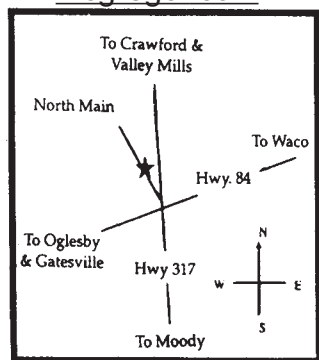 To Crawford &
Valley Mills
North Main
To Waco
Hwy. 84
To Oglesby
& Gatesville
N
Hwy 317
W
E
S
To Moody